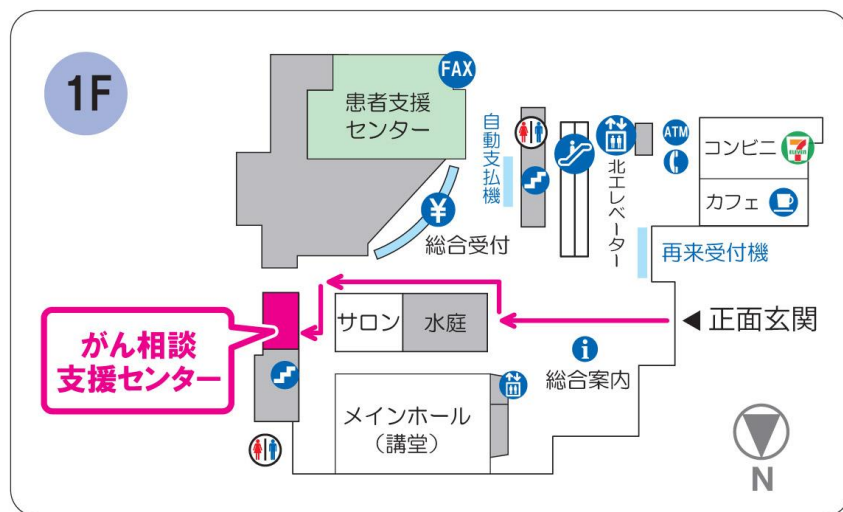 1F
FAX
患者支援
センター
自動支払機
北エレベーター
ATM
コンビニ
7
ELEVEN
カフェ
¥
総合受付
再来受付機
サロン
水庭
正面玄関
がん相談
支援センター
i
総合案内
メインホール
(講堂)
N